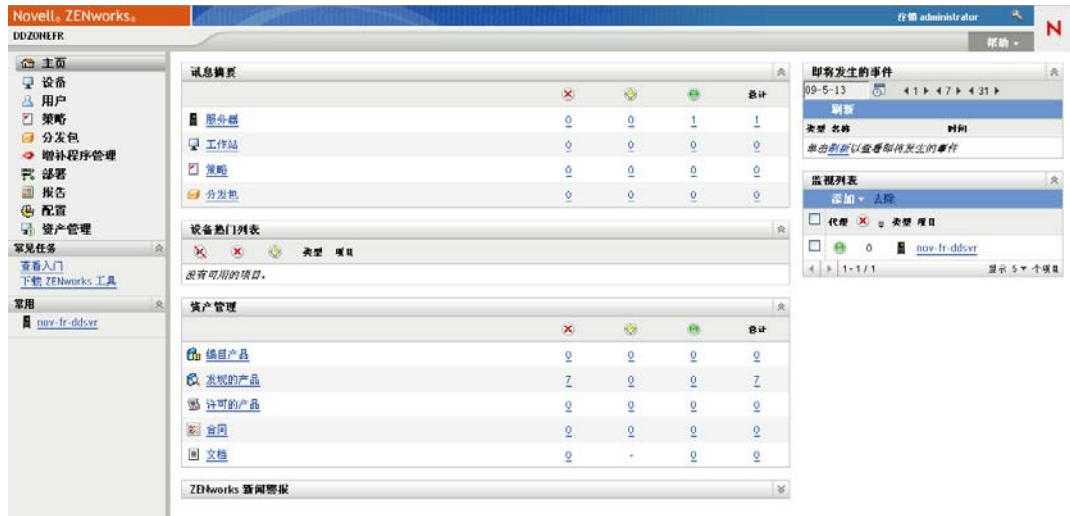 Novell® ZENworks®
注销 administrator
N
DDZONEFR
帮助
主页
设备
用户
策略
分发包
增补程序管理
部署
报告
配置
资产管理
常见任务
查看入门
下载 ZENworks 工具
常用
nov-fr-ddsvr
讯息摘要
总计
服务器 0 0 1 1
工作站 0 0 0 0
策略 0 0 0 0
分发包 0 0 0 0
设备热门列表
类型 项目
没有可用的项目。
资产管理
总计
编目产品 0 0 0 0
发现的产品 7 0 0 7
许可的产品 0 0 0 0
合同 0 0 0 0
文档 0 - 0 0
ZENworks 新闻警报
即将发生的事件
09-5-13 1 7 31
刷新
类型 名称 时间
单击刷新以查看即将发生的事件
监视列表
添加 去除
代理 类型 项目
0 nov-fr-ddsvr
1-1 / 1 显示 5 个项目